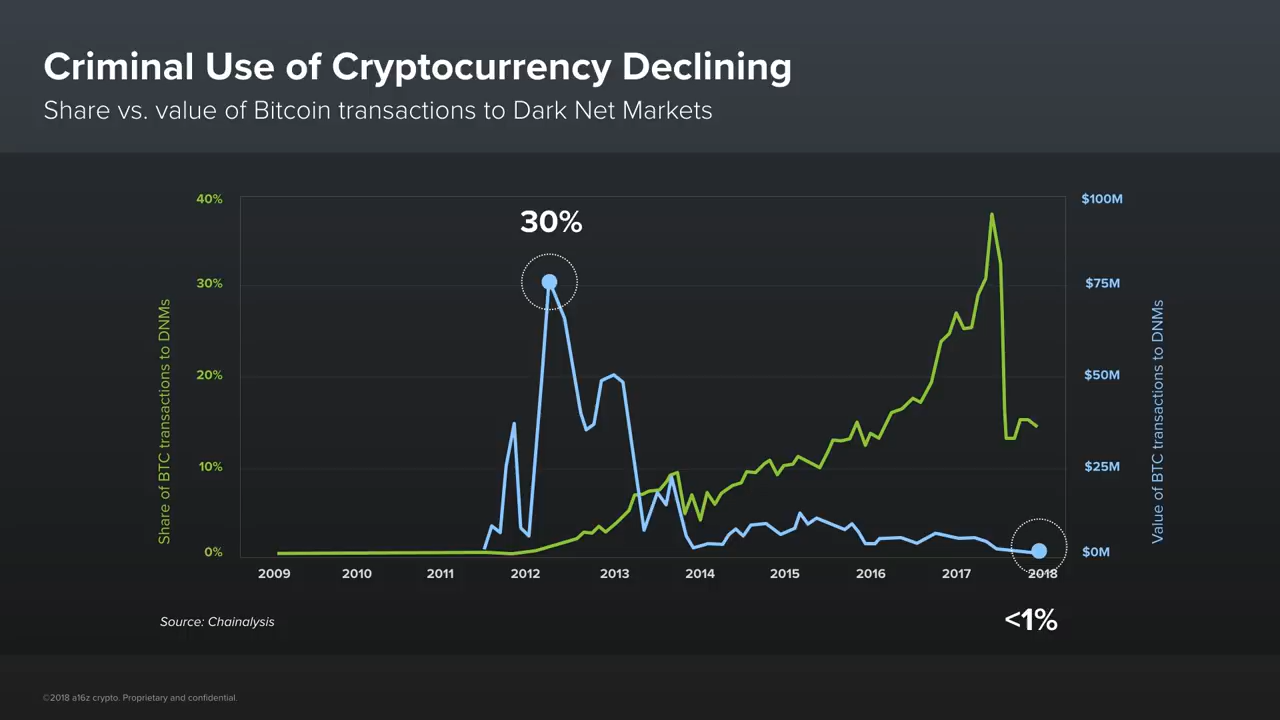 Criminal Use of Cryptocurrency Declining
Share vs. value of Bitcoin transactions to Dark Net Markets
40%
30%
20%
10%
0%
Share of BTC transactions to DNMs
30%
$100M
$75M
$50M
$25M
$0M
Value of BTC transactions to DNMs
2009 2010 2011 2012 2013 2014 2015 2016 2017 2018
<1%
Source: Chainalysis
©2018 a16z crypto. Proprietary and confidential.